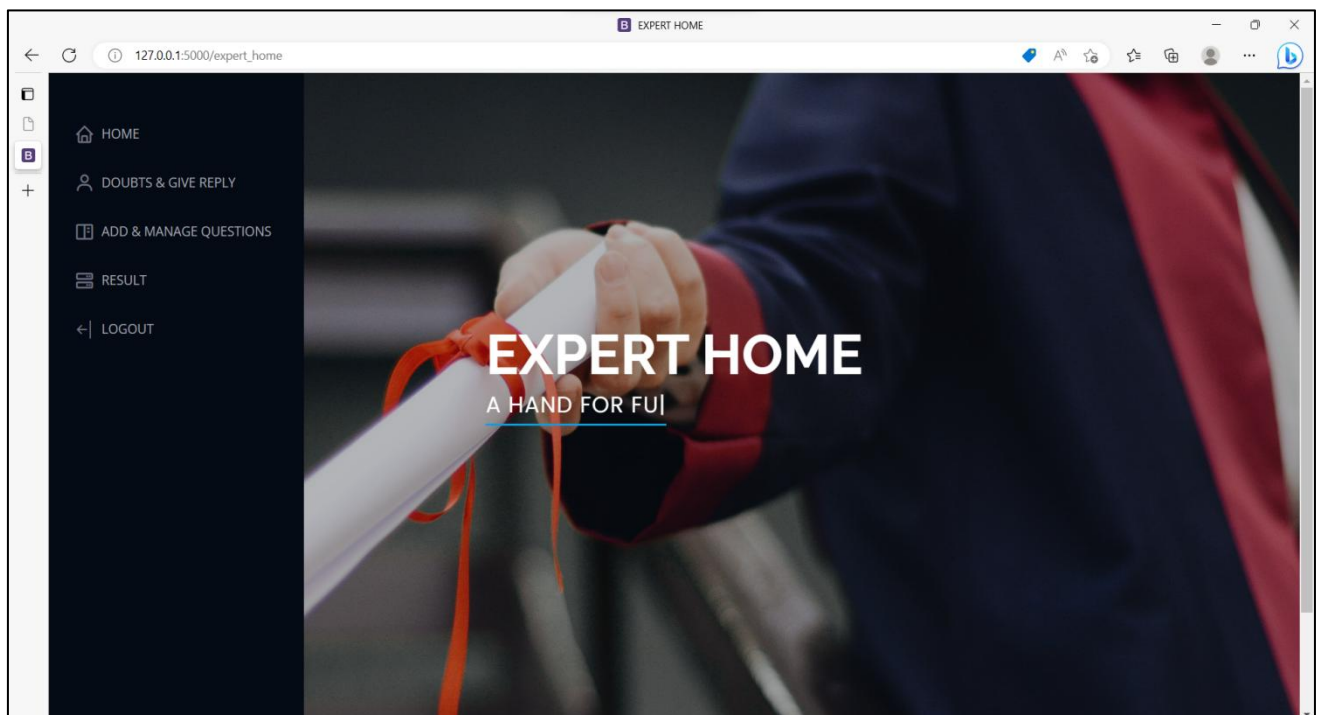 B EXPERT HOME
127.0.0.1:5000/expert_home
B
HOME
DOUBTS & GIVE REPLY
ADD & MANAGE QUESTIONS
RESULT
LOGOUT
EXPERT HOME
A HAND FOR FU|